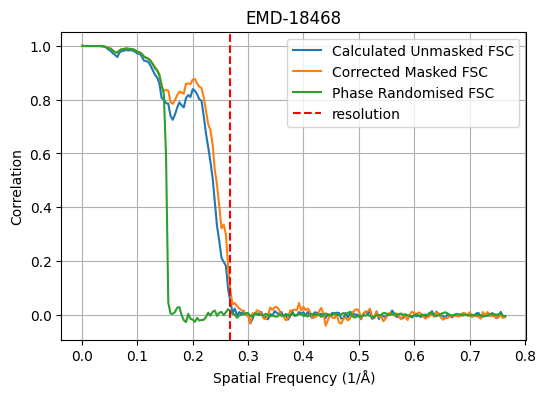 EMD-18468
Calculated Unmasked FSC
Corrected Masked FSC
Phase Randomised FSC
resolution
Correlation
1.0
0.8
0.6
0.4
0.2
0.0
0.0 0.1 0.2 0.3 0.4 0.5 0.6 0.7 0.8
Spatial Frequency (1/Å)